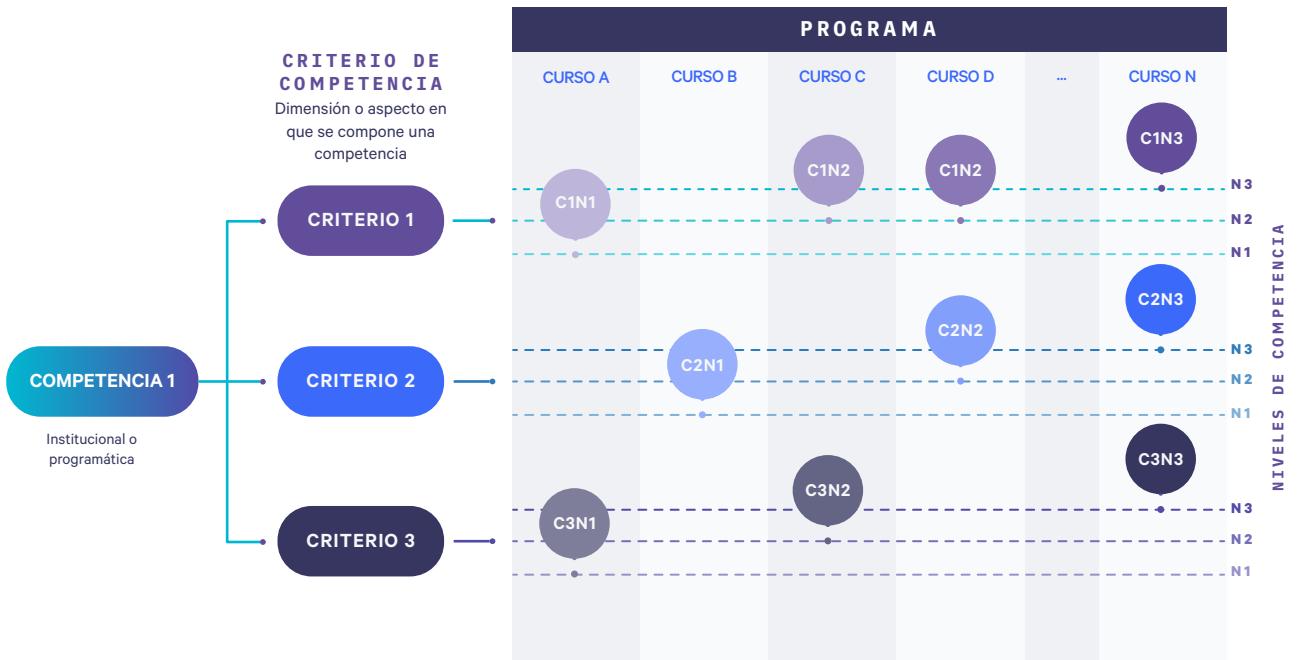 PROGRAMA
CRITERIO DE
COMPETENCIA
Dimensión o aspecto en
que se compone una
competencia
CURSO A
CURSO B
CURSO C
CURSO D
...
CURSO N
C1N1
C1N2
C1N2
C1N3
N3
N2
N1
CRITERIO 1
C2N1
C2N2
C2N3
N3
N2
N1
COMPETENCIA 1
Institucional o
programática
CRITERIO 2
C3N1
C3N2
C3N3
N3
N2
N1
CRITERIO 3
NIVELES DE COMPETENCIA